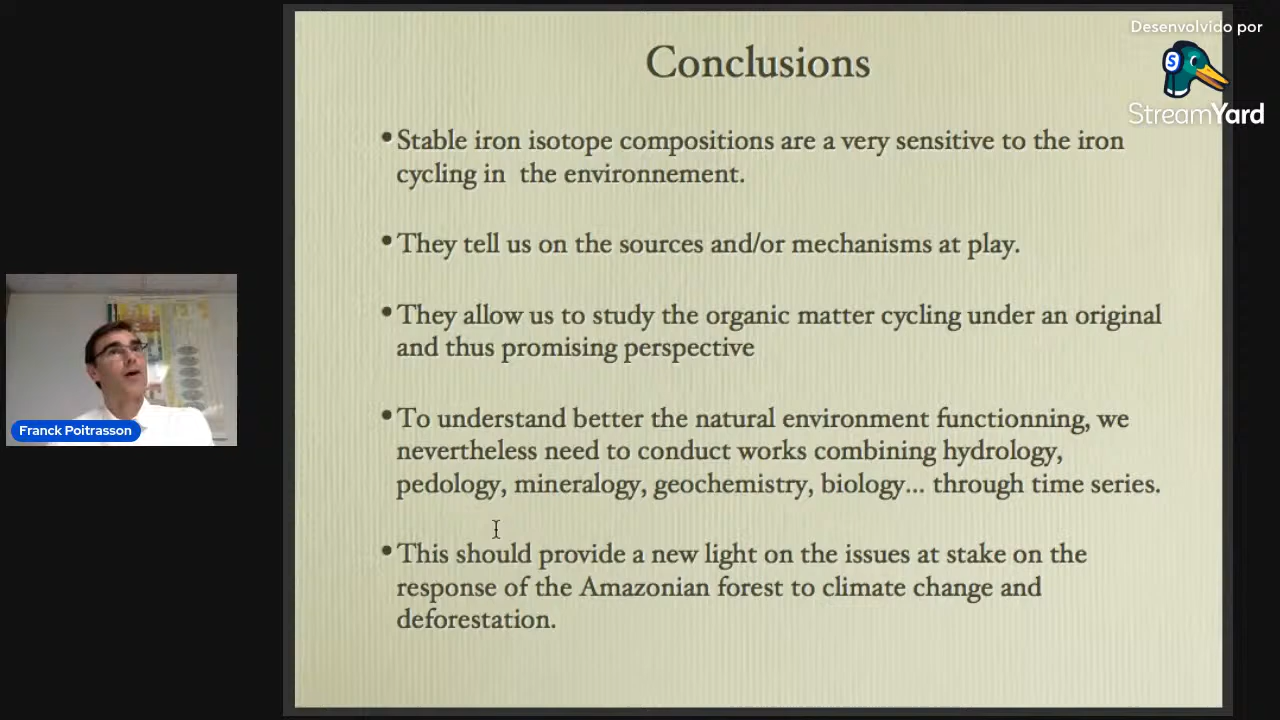 Desenvolvido por
StreamYard
Conclusions
•Stable iron isotope compositions are a very sensitive to the iron
cycling in  the environnement.
•They tell us on the sources and/or mechanisms at play.
•They allow us to study the organic matter cycling under an original
and thus promising perspective
•To understand better the natural environment functionning, we
nevertheless need to conduct works combining hydrology,
pedology, mineralogy, geochemistry, biology... through time series.
•This should provide a new light on the issues at stake on the
response of the Amazonian forest to climate change and
deforestation.
Franck Poitrasson